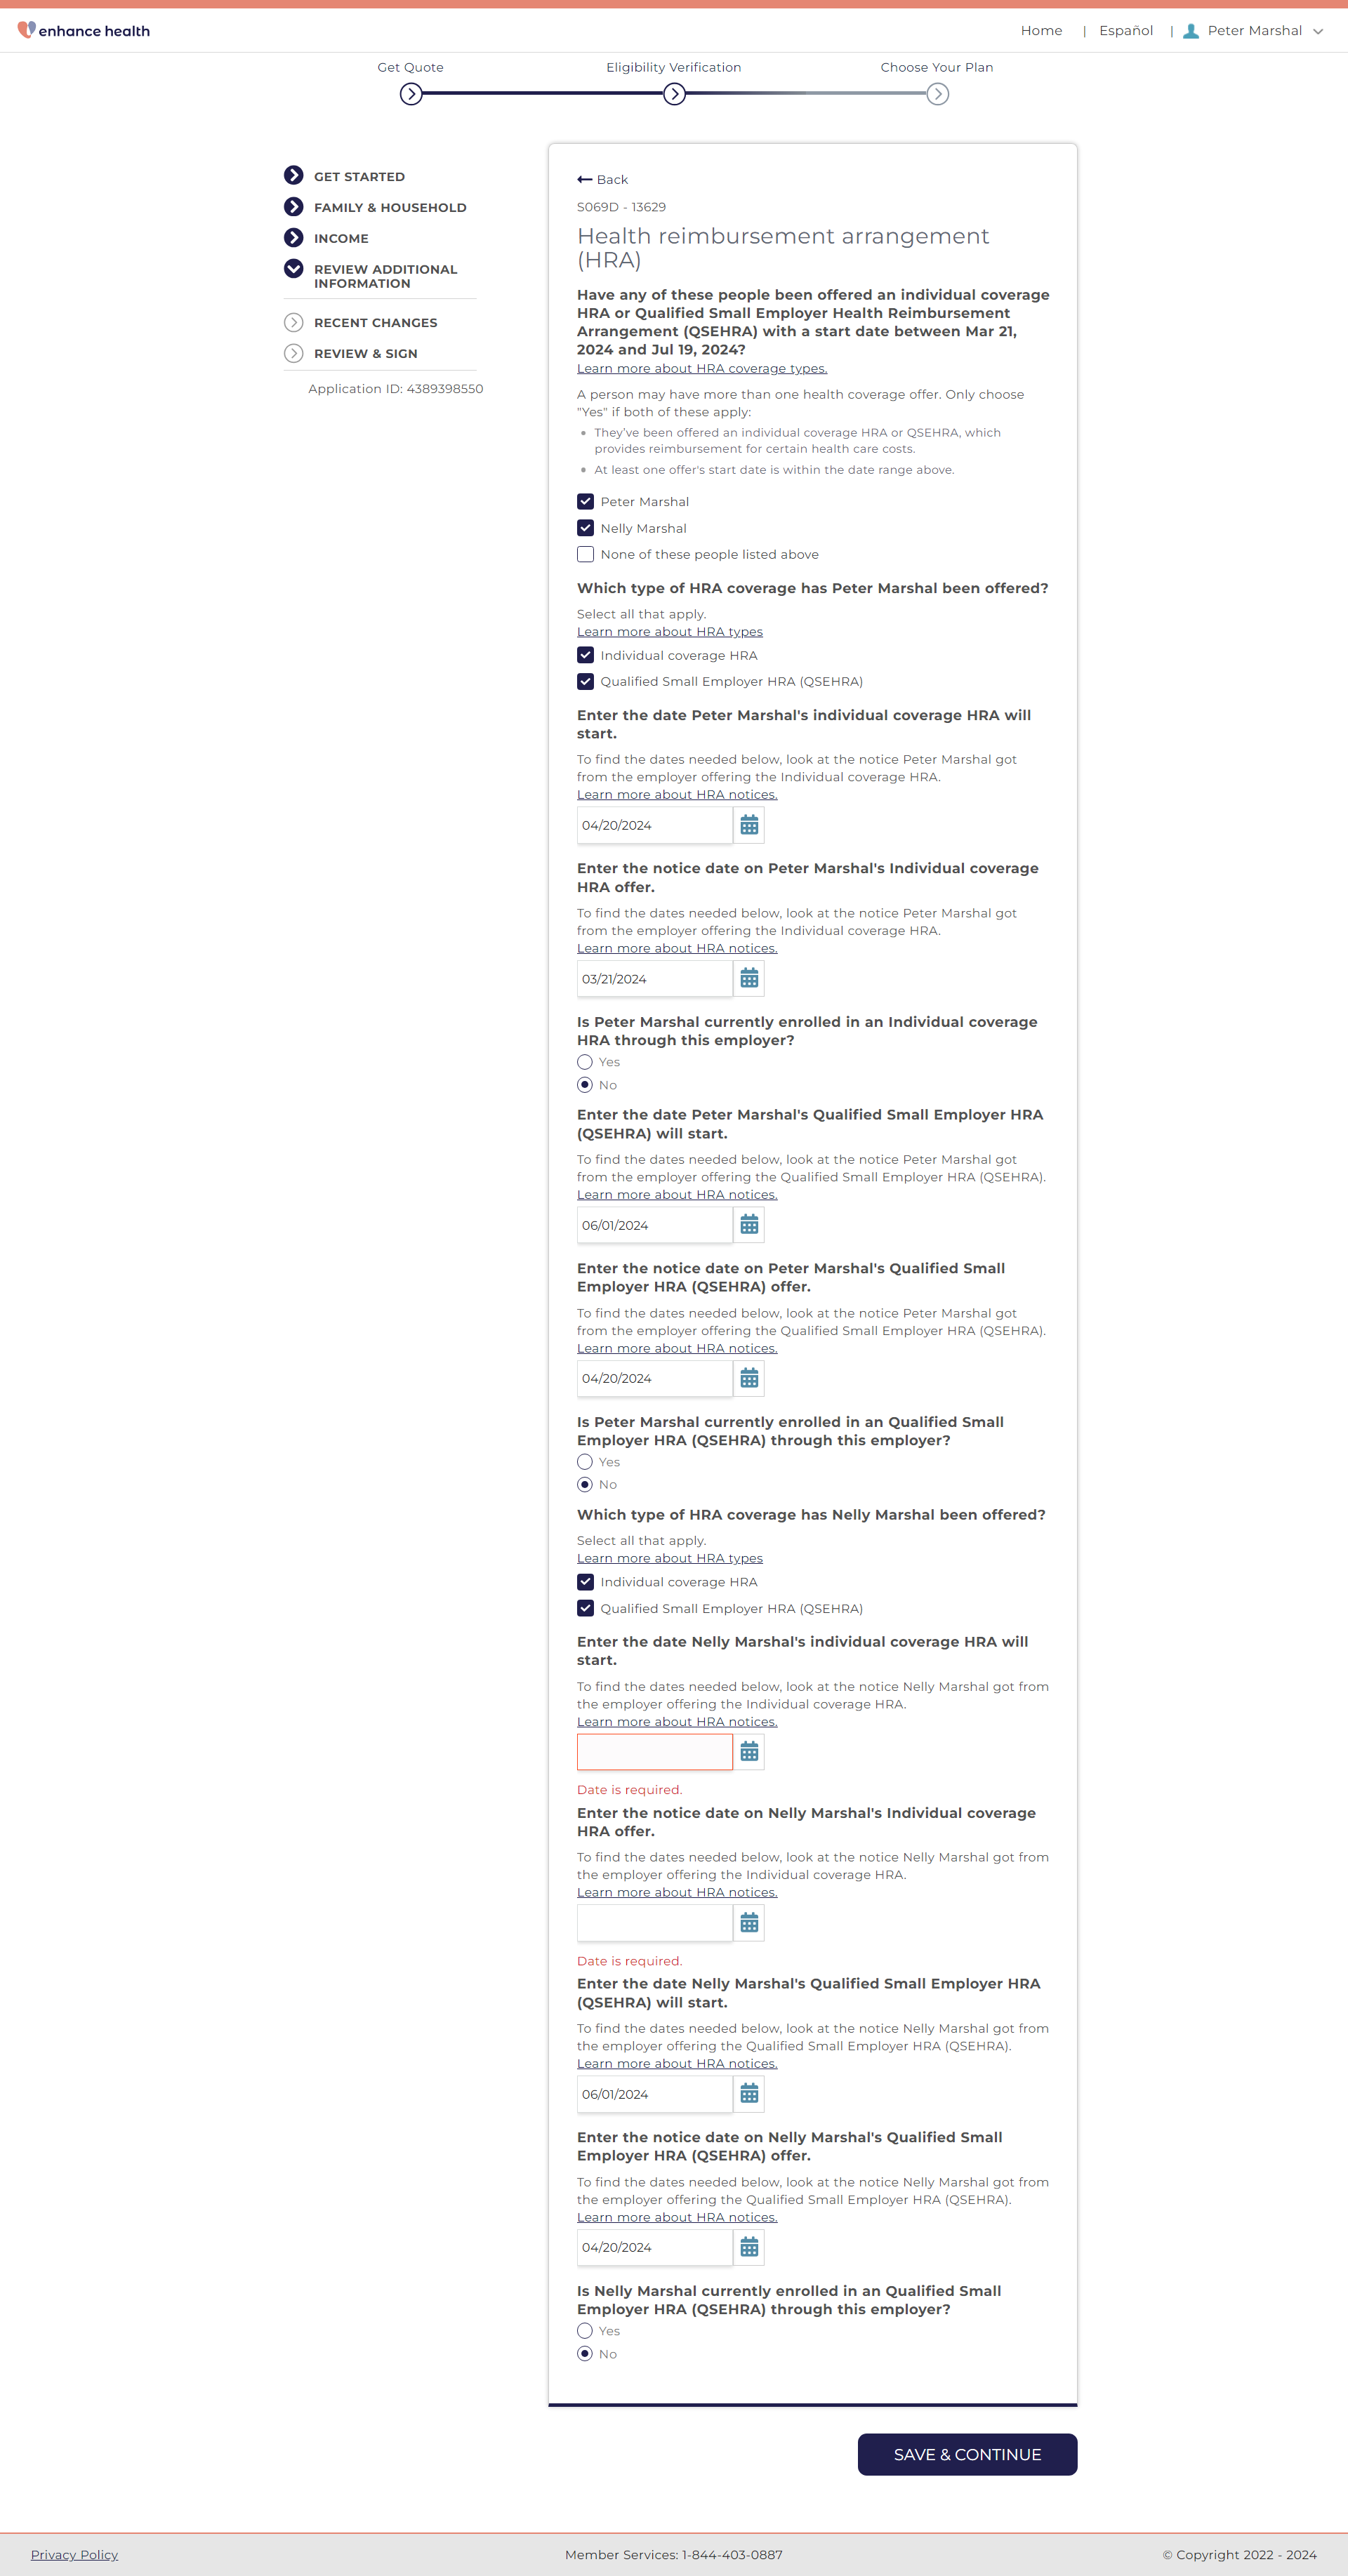 enhance health
Home | Español | Peter Marshal
Get Quote
Eligibility Verification
Choose Your Plan
GET STARTED
FAMILY & HOUSEHOLD
INCOME
REVIEW ADDITIONAL
INFORMATION
RECENT CHANGES
REVIEW & SIGN
Application ID: 4389398550
Back
S069D - 13629
Health reimbursement arrangement
(HRA)
Have any of these people been offered an individual coverage
HRA or Qualified Small Employer Health Reimbursement
Arrangement (QSEHRA) with a start date between Mar 21,
2024 and Jul 19, 2024?
Learn more about HRA coverage types.
A person may have more than one health coverage offer. Only choose
"Yes" if both of these apply:
• They've been offered an individual coverage HRA or QSEHRA, which
provides reimbursement for certain health care costs.
• At least one offer's start date is within the date range above.
Peter Marshal
Nelly Marshal
None of these people listed above
Which type of HRA coverage has Peter Marshal been offered?
Select all that apply.
Learn more about HRA types
Individual coverage HRA
Qualified Small Employer HRA (QSEHRA)
Enter the date Peter Marshal's individual coverage HRA will
start.
To find the dates needed below, look at the notice Peter Marshal got
from the employer offering the Individual coverage HRA.
Learn more about HRA notices.
04/20/2024
Enter the notice date on Peter Marshal's Individual coverage
HRA offer.
To find the dates needed below, look at the notice Peter Marshal got
from the employer offering the Individual coverage HRA.
Learn more about HRA notices.
03/21/2024
Is Peter Marshal currently enrolled in an Individual coverage
HRA through this employer?
Yes
No
Enter the date Peter Marshal's Qualified Small Employer HRA
(QSEHRA) will start.
To find the dates needed below, look at the notice Peter Marshal got
from the employer offering the Qualified Small Employer HRA (QSEHRA).
Learn more about HRA notices.
06/01/2024
Enter the notice date on Peter Marshal's Qualified Small
Employer HRA (QSEHRA) offer.
To find the dates needed below, look at the notice Peter Marshal got
from the employer offering the Qualified Small Employer HRA (QSEHRA).
Learn more about HRA notices.
04/20/2024
Is Peter Marshal currently enrolled in an Qualified Small
Employer HRA (QSEHRA) through this employer?
Yes
No
Which type of HRA coverage has Nelly Marshal been offered?
Select all that apply.
Learn more about HRA types
Individual coverage HRA
Qualified Small Employer HRA (QSEHRA)
Enter the date Nelly Marshal's individual coverage HRA will
start.
To find the dates needed below, look at the notice Nelly Marshal got from
the employer offering the Individual coverage HRA.
Learn more about HRA notices.
Date is required.
Enter the notice date on Nelly Marshal's Individual coverage
HRA offer.
To find the dates needed below, look at the notice Nelly Marshal got from
the employer offering the Individual coverage HRA.
Learn more about HRA notices.
Date is required.
Enter the date Nelly Marshal's Qualified Small Employer HRA
(QSEHRA) will start.
To find the dates needed below, look at the notice Nelly Marshal got from
the employer offering the Qualified Small Employer HRA (QSEHRA).
Learn more about HRA notices.
06/01/2024
Enter the notice date on Nelly Marshal's Qualified Small
Employer HRA (QSEHRA) offer.
To find the dates needed below, look at the notice Nelly Marshal got from
the employer offering the Qualified Small Employer HRA (QSEHRA).
Learn more about HRA notices.
04/20/2024
Is Nelly Marshal currently enrolled in an Qualified Small
Employer HRA (QSEHRA) through this employer?
Yes
No
SAVE & CONTINUE
Privacy Policy
Member Services: 1-844-403-0887
© Copyright 2022 - 2024